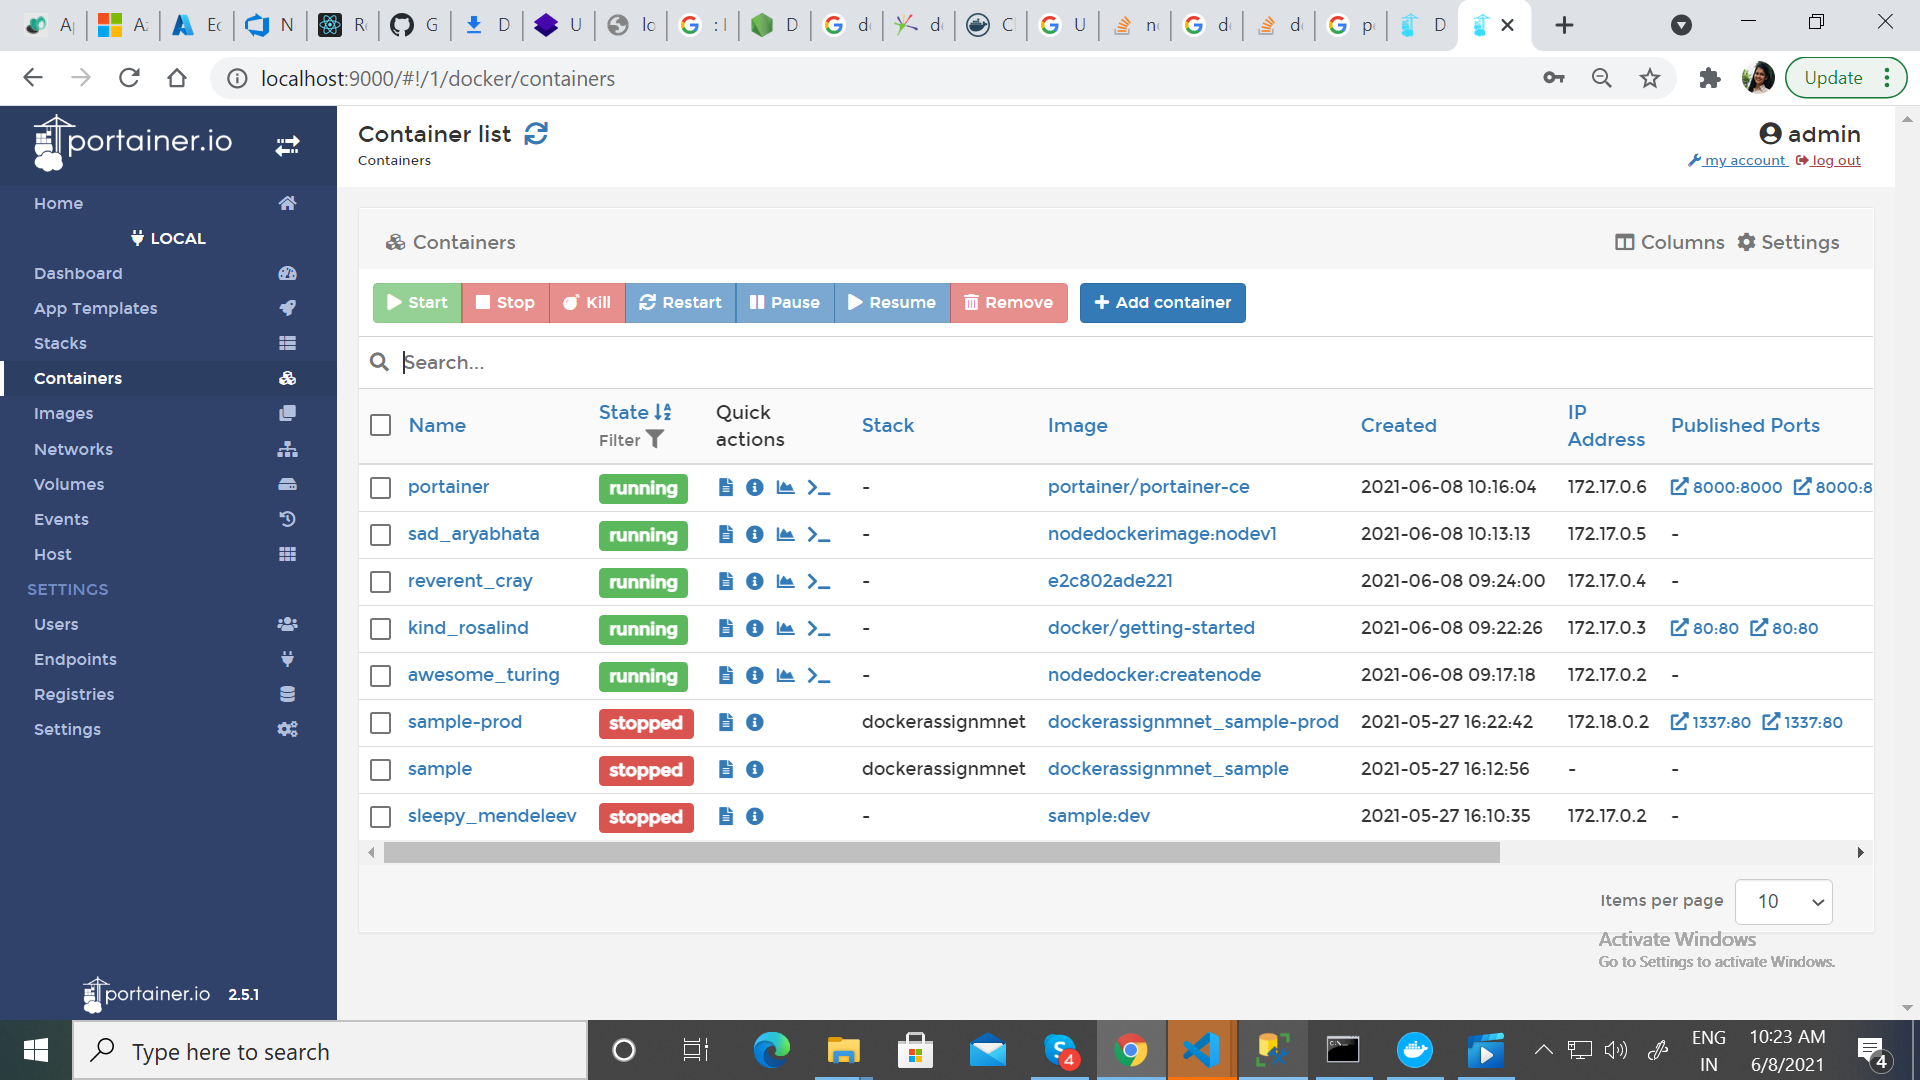 A
A
Ec
N
Re
G
D
U
lo
: l
D
do
do
Cl
U
no
do
do
po
D
localhost:9000/#!/1/docker/containers
Update
portainer.io
Container list
Containers
admin
my account
log out
Home
LOCAL
Dashboard
App Templates
Stacks
Containers
Images
Networks
Volumes
Events
Host
SETTINGS
Users
Endpoints
Registries
Settings
portainer.io 2.5.1
Containers
Columns Settings
Start Stop Kill Restart Pause Resume Remove Add container
Search...
Name State Filter Quick actions Stack Image Created IP Address Published Ports
portainer running - portainer/portainer-ce 2021-06-08 10:16:04 172.17.0.6 8000:8000 8000:8
sad_aryabhata running - nodedockerimage:nodev1 2021-06-08 10:13:13 172.17.0.5 -
reverent_cray running - e2c802ade221 2021-06-08 09:24:00 172.17.0.4 -
kind_rosalind running - docker/getting-started 2021-06-08 09:22:26 172.17.0.3 80:80 80:80
awesome_turing running - nodedocker:createnode 2021-06-08 09:17:18 172.17.0.2 -
sample-prod stopped dockerassignmnet dockerassignmnet_sample-prod 2021-05-27 16:22:42 172.18.0.2 1337:80 1337:80
sample stopped dockerassignmnet dockerassignmnet_sample 2021-05-27 16:12:56 - -
sleepy_mendeleev stopped - sample:dev 2021-05-27 16:10:35 172.17.0.2 -
Items per page 10
Activate Windows
Go to Settings to activate Windows.
Type here to search
4
ENG
IN
10:23 AM
6/8/2021
4